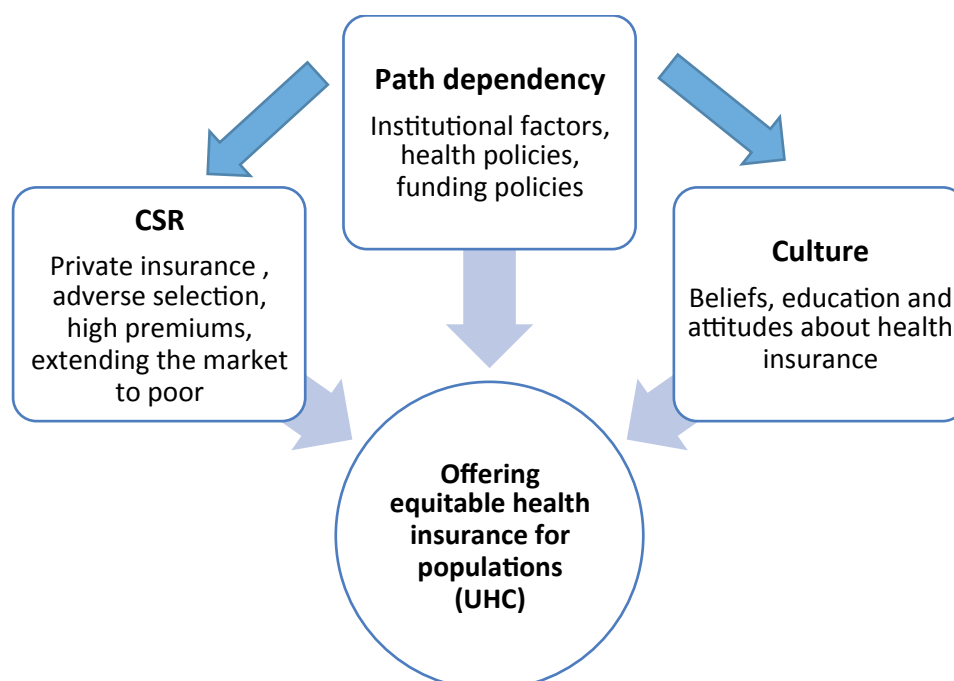 Path dependency
Institutional factors,
health policies,
funding policies
CSR
Private insurance ,
adverse selection,
high premiums,
extending the market
to poor
Culture
Beliefs, education and
attitudes about health
insurance
Offering
equitable health
insurance for
populations
(UHC)